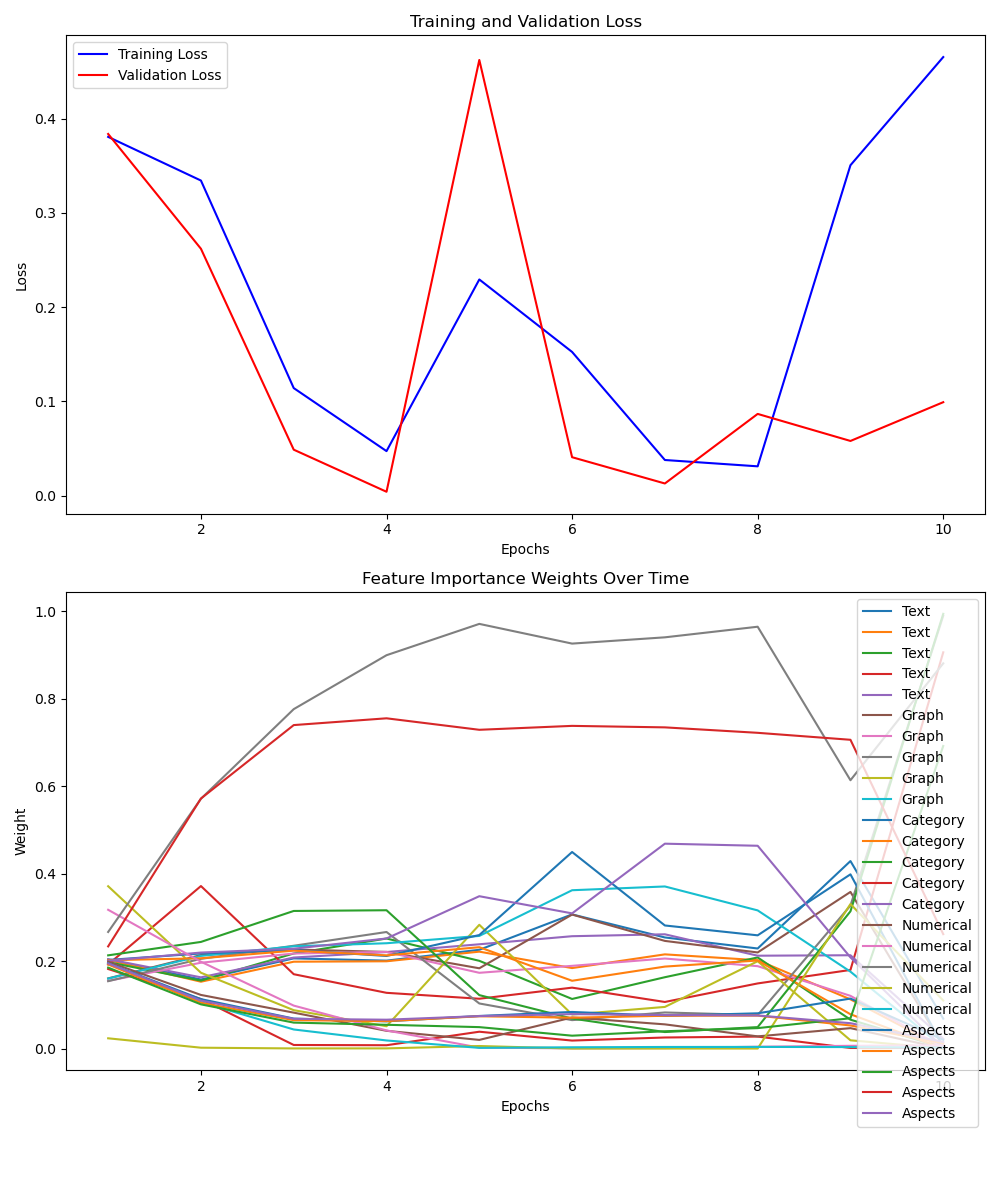 Training and Validation Loss
Training Loss
Validation Loss
0.4
0.3
0.2
0.1
0.0
Loss
2
4
6
8
10
Epochs
Feature Importance Weights Over Time
1.0
0.8
0.6
0.4
0.2
0.0
Weight
Text
Text
Text
Text
Text
Graph
Graph
Graph
Graph
Graph
Category
Category
Category
Category
Category
Numerical
Numerical
Numerical
Numerical
Numerical
Aspects
Aspects
Aspects
Aspects
Aspects
2
4
6
8
10
Epochs